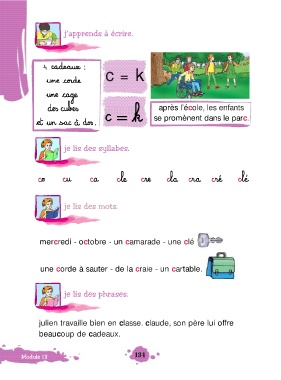 j'apprends à écrire.
4 cadeaux :
une corde
une cage
des cubes
et un sac à dos.
c = k
c = k
après l'école, les enfants
se promènent dans le parc.
je lis des syllabes.
co cu ca cle cre cla cra cré clé
je lis des mots.
mercredi - octobre - un camarade - une clé
une corde à sauter - de la craie - un cartable.
je lis des phrases.
julien travaille bien en classe. claude, son père lui offre
beaucoup de cadeaux.
Module 13
131